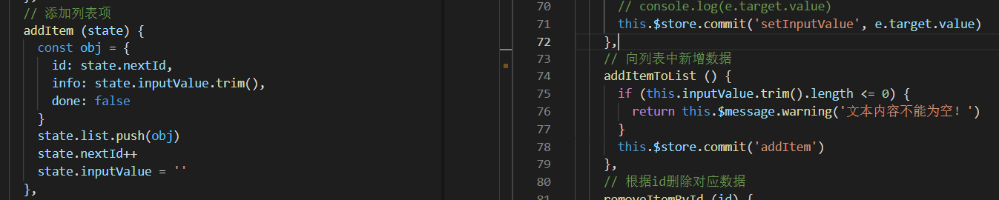 // 添加列表项
addItem (state) {
const obj = {
id: state.nextId,
info: state.inputValue.trim(),
done: false
}
state.list.push(obj)
state.nextId++
state.inputValue = ''
},
70 // console.log(e.target.value)
71 this.$store.commit('setInputValue', e.target.value)
72 },
73 // 向列表中新增数据
74 addItemToList () {
75 if (this.inputValue.trim().length <= 0) {
76 return this.$message.warning('文本内容不能为空！')
77 }
78 this.$store.commit('addItem')
79 },
80 // 根据id删除对应数据
81 removeItemById (id) {